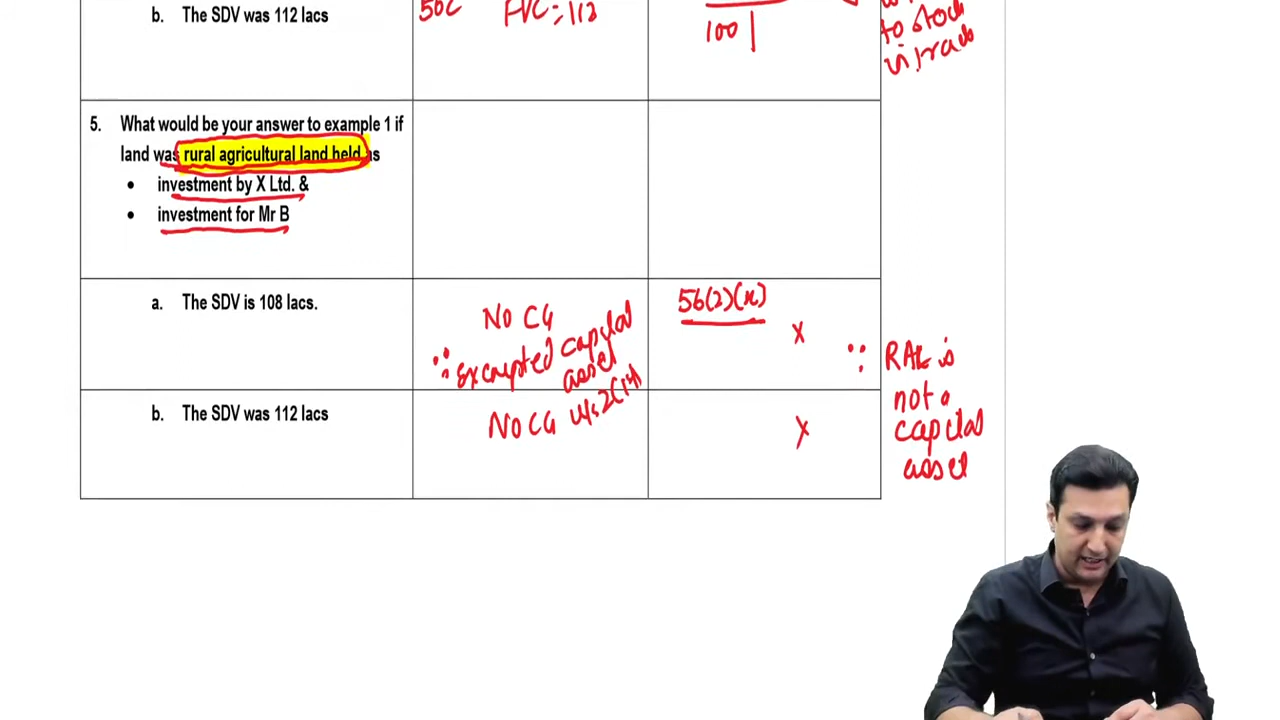 b. The SDV was 112 lacs
50C FVC = 112
100
to stock
in trade
5. What would be your answer to example 1 if
land was rural agricultural land held as
• investment by X Ltd. &
• investment for Mr B
a. The SDV is 108 lacs.
No CG
∵ exempted capital
asset
u/s 2(14)
56(2)(x)
X
∵ RAL is
not a
capital
asset
b. The SDV was 112 lacs
No CG
X